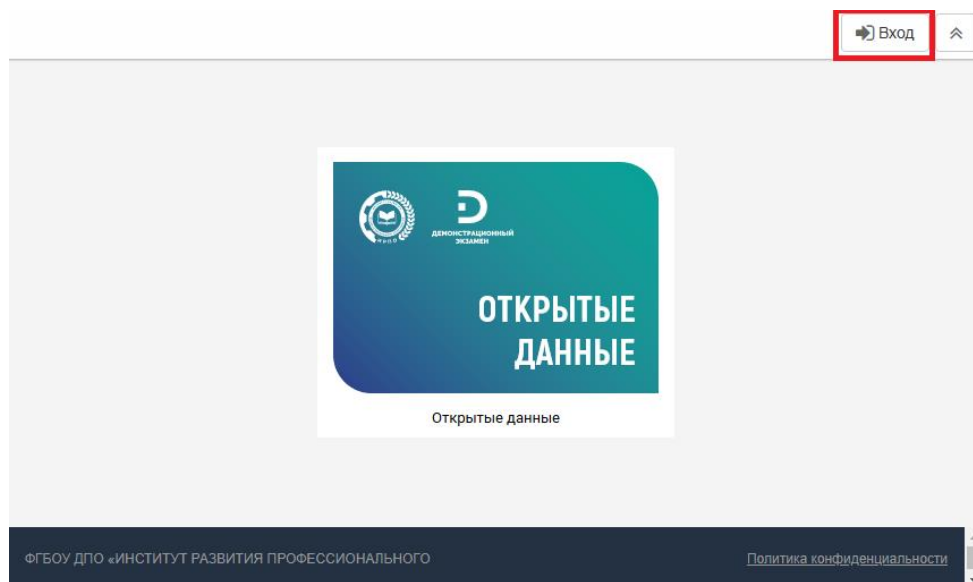 Вход
ДЕМОНСТРАЦИОННЫЙ
ЭКЗАМЕН
ОТКРЫТЫЕ
ДАННЫЕ
Открытые данные
ФГБОУ ДПО «ИНСТИТУТ РАЗВИТИЯ ПРОФЕССИОНАЛЬНОГО
Политика конфиденциальности